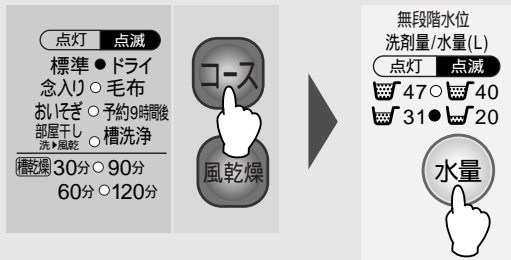 点灯 点滅
標準●ドライ
念入り○毛布
おいそぎ○予約9時間後
部屋干し
洗▶風乾○槽洗浄
槽乾燥 30分○90分
60分○120分
コース
風乾燥
無段階水位
洗剤量/水量(L)
点灯 点滅
47○40
31●20
水量